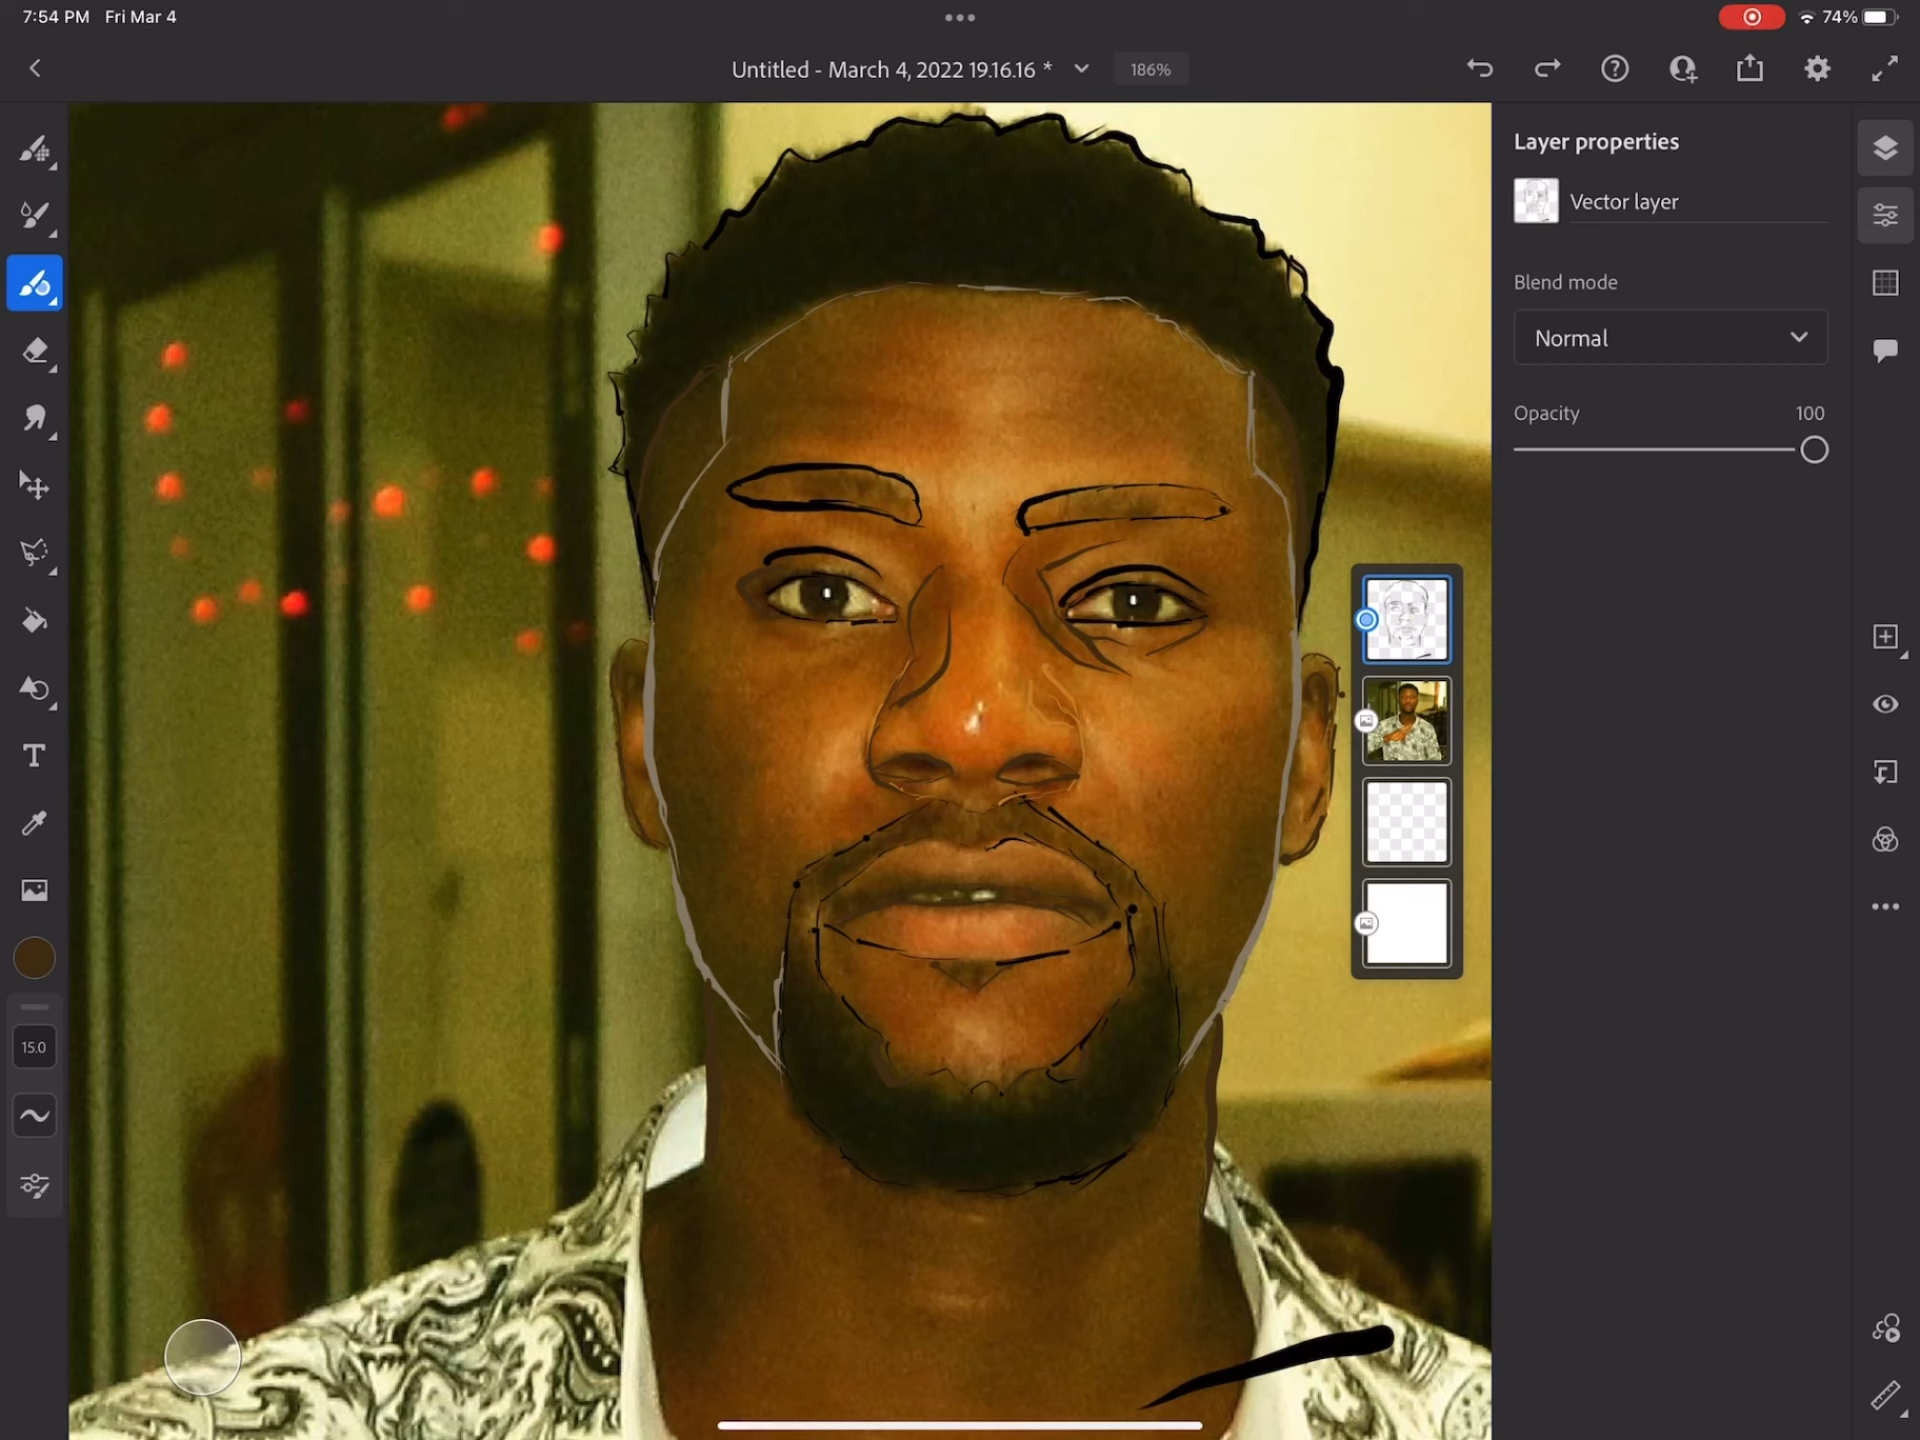 7:54 PM Fri Mar 4
74%
Untitled - March 4, 2022 19.16.16 *
186%
Layer properties
Vector layer
Blend mode
Normal
Opacity 100
T
15.0